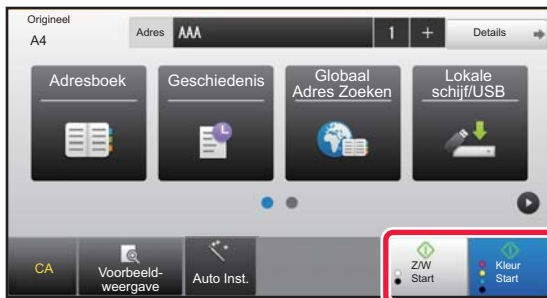 Origineel
A4
Adres AAA 1 + Details
Adresboek
Geschiedenis
Globaal
Adres Zoeken
Lokale
schijf/USB
CA
Voorbeeld-
weergave
Auto Inst.
Z/W
Start
Kleur
Start